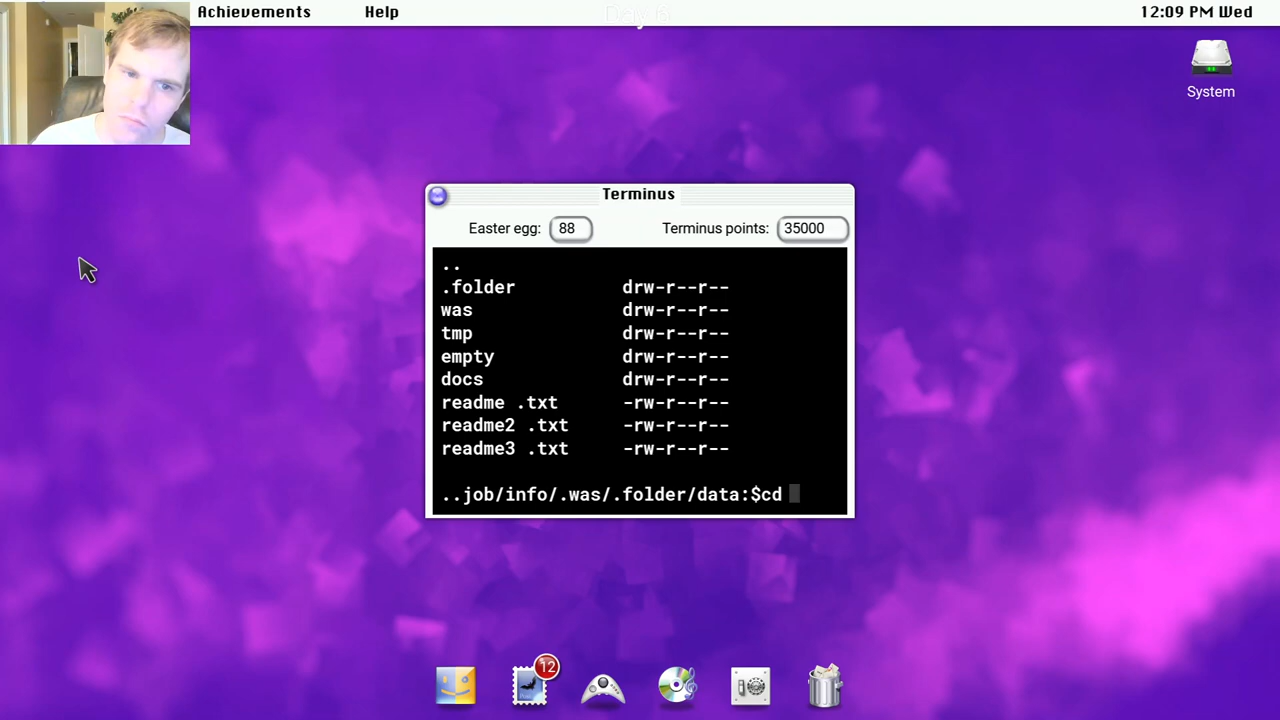 Achievements Help Day 6 12:09 PM Wed
System
Terminus
Easter egg: 88 Terminus points: 35000
..
.folder drw-r--r--
was drw-r--r--
tmp drw-r--r--
empty drw-r--r--
docs drw-r--r--
readme .txt -rw-r--r--
readme2 .txt -rw-r--r--
readme3 .txt -rw-r--r--
..job/info/.was/.folder/data:$cd
12